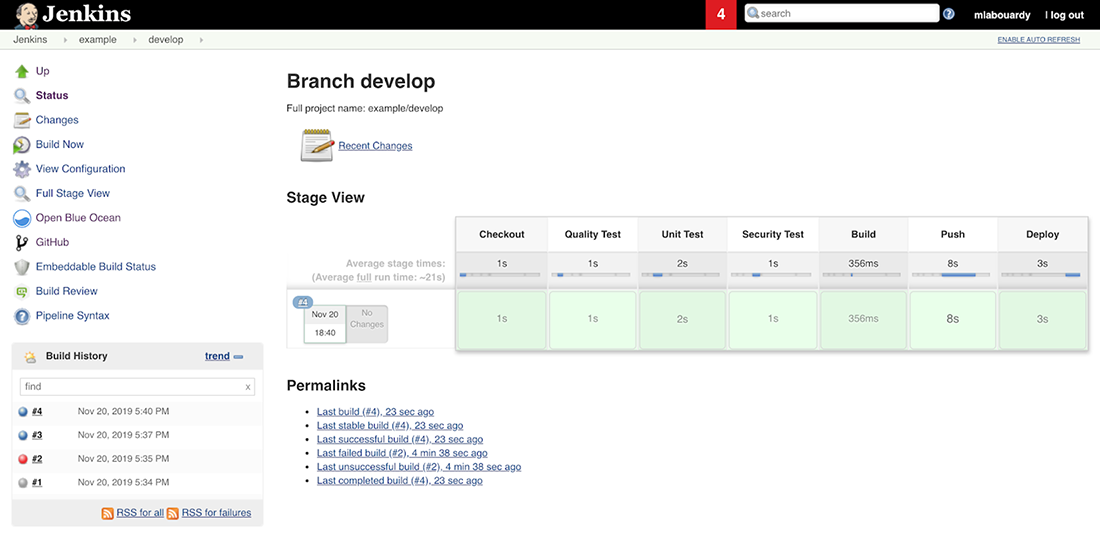 Jenkins
4
search
mlabouardy
| log out
Jenkins
example
develop
ENABLE AUTO REFRESH
Up
Status
Changes
Build Now
View Configuration
Full Stage View
Open Blue Ocean
GitHub
Embeddable Build Status
Build Review
Pipeline Syntax
Build History
trend
find
x
#4 Nov 20, 2019 5:40 PM
#3 Nov 20, 2019 5:37 PM
#2 Nov 20, 2019 5:35 PM
#1 Nov 20, 2019 5:34 PM
RSS for all RSS for failures
Branch develop
Full project name: example/develop
Recent Changes
Stage View
Checkout Quality Test Unit Test Security Test Build Push Deploy
Average stage times: 1s 1s 2s 1s 356ms 8s 3s
(Average full run time: ~21s)
#4
Nov 20
18:40
No
Changes
1s 1s 2s 1s 356ms 8s 3s
Permalinks
Last build (#4), 23 sec ago
Last stable build (#4), 23 sec ago
Last successful build (#4), 23 sec ago
Last failed build (#2), 4 min 38 sec ago
Last unsuccessful build (#2), 4 min 38 sec ago
Last completed build (#4), 23 sec ago